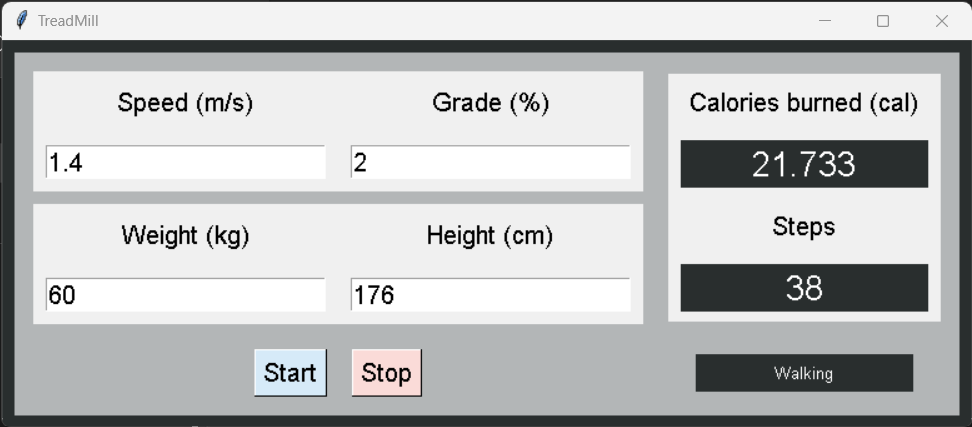 TreadMill
Speed (m/s)
Grade (%)
1.4
2
Weight (kg)
Height (cm)
60
176
Start
Stop
Calories burned (cal)
21.733
Steps
38
Walking